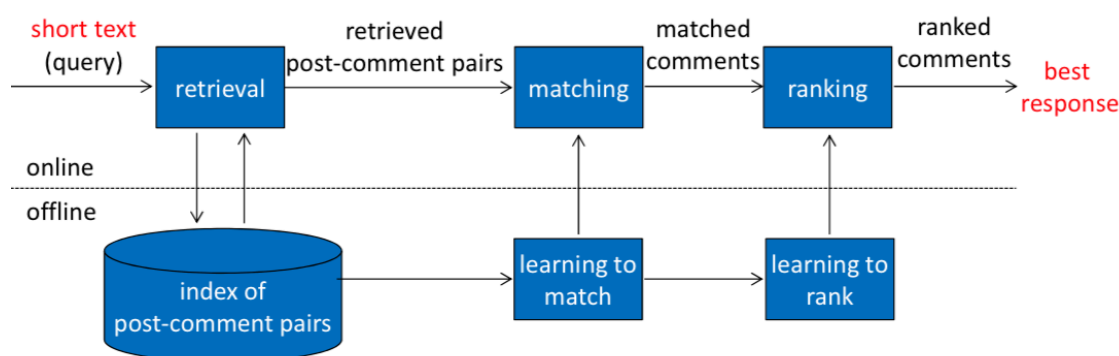 short text
(query)
retrieval
retrieved
post-comment pairs
matching
matched
comments
ranking
ranked
comments
best
response
online
offline
index of
post-comment pairs
learning to
match
learning to
rank